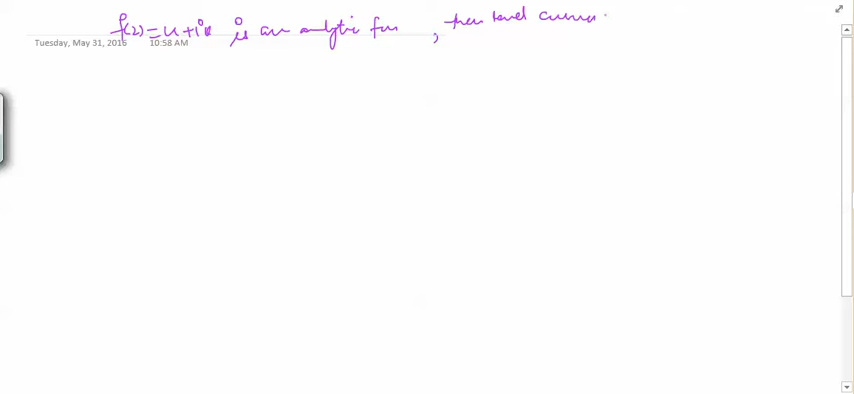 f(z) = u + iv is an analytic fun, then level curves
Tuesday, May 31, 2016 10:58 AM